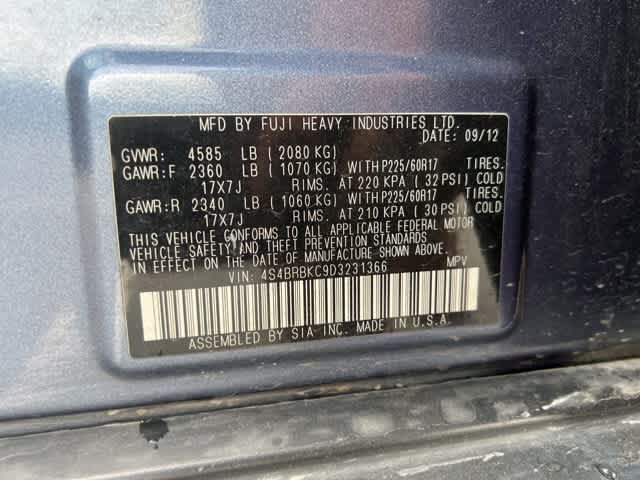 MFD BY FUJI HEAVY INDUSTRIES LTD.
DATE: 09/12
GVWR: 4585 LB (2080 KG)
GAWR:F 2360 LB (1070 KG) WITH P225/60R17 TIRES.
17X7J RIMS. AT 220 KPA (32 PSI) COLD
GAWR:R 2340 LB (1060 KG) WITH P225/60R17 TIRES.
17X7J RIMS. AT 210 KPA (30 PSI) COLD
THIS VEHICLE CONFORMS TO ALL APPLICABLE FEDERAL MOTOR
VEHICLE SAFETY AND THEFT PREVENTION STANDARDS
IN EFFECT ON THE DATE OF MANUFACTURE SHOWN ABOVE.
VIN: 4S4BRBKC9D3231366 MPV
ASSEMBLED BY SIA INC. MADE IN U.S.A.